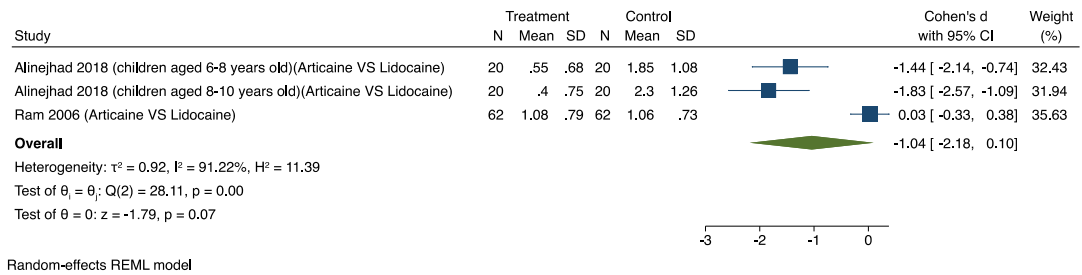 Treatment Control Cohen's d Weight
Study N Mean SD N Mean SD with 95% CI (%)
Alinejhad 2018 (children aged 6-8 years old)(Articaine VS Lidocaine) 20 .55 .68 20 1.85 1.08 -1.44 [ -2.14, -0.74] 32.43
Alinejhad 2018 (children aged 8-10 years old)(Articaine VS Lidocaine) 20 .4 .75 20 2.3 1.26 -1.83 [ -2.57, -1.09] 31.94
Ram 2006 (Articaine VS Lidocaine) 62 1.08 .79 62 1.06 .73 0.03 [ -0.33, 0.38] 35.63
Overall -1.04 [ -2.18, 0.10]
Heterogeneity: τ² = 0.92, I² = 91.22%, H² = 11.39
Test of θᵢ = θⱼ: Q(2) = 28.11, p = 0.00
Test of θ = 0: z = -1.79, p = 0.07
-3 -2 -1 0
Random-effects REML model